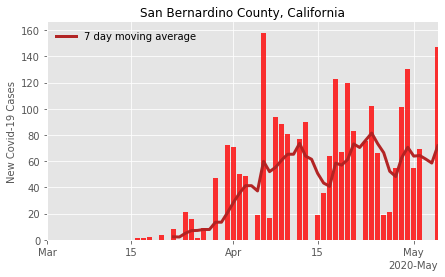 San Bernardino County, California
7 day moving average
New Covid-19 Cases
160
140
120
100
80
60
40
20
0
Mar
15
Apr
15
May
2020-May